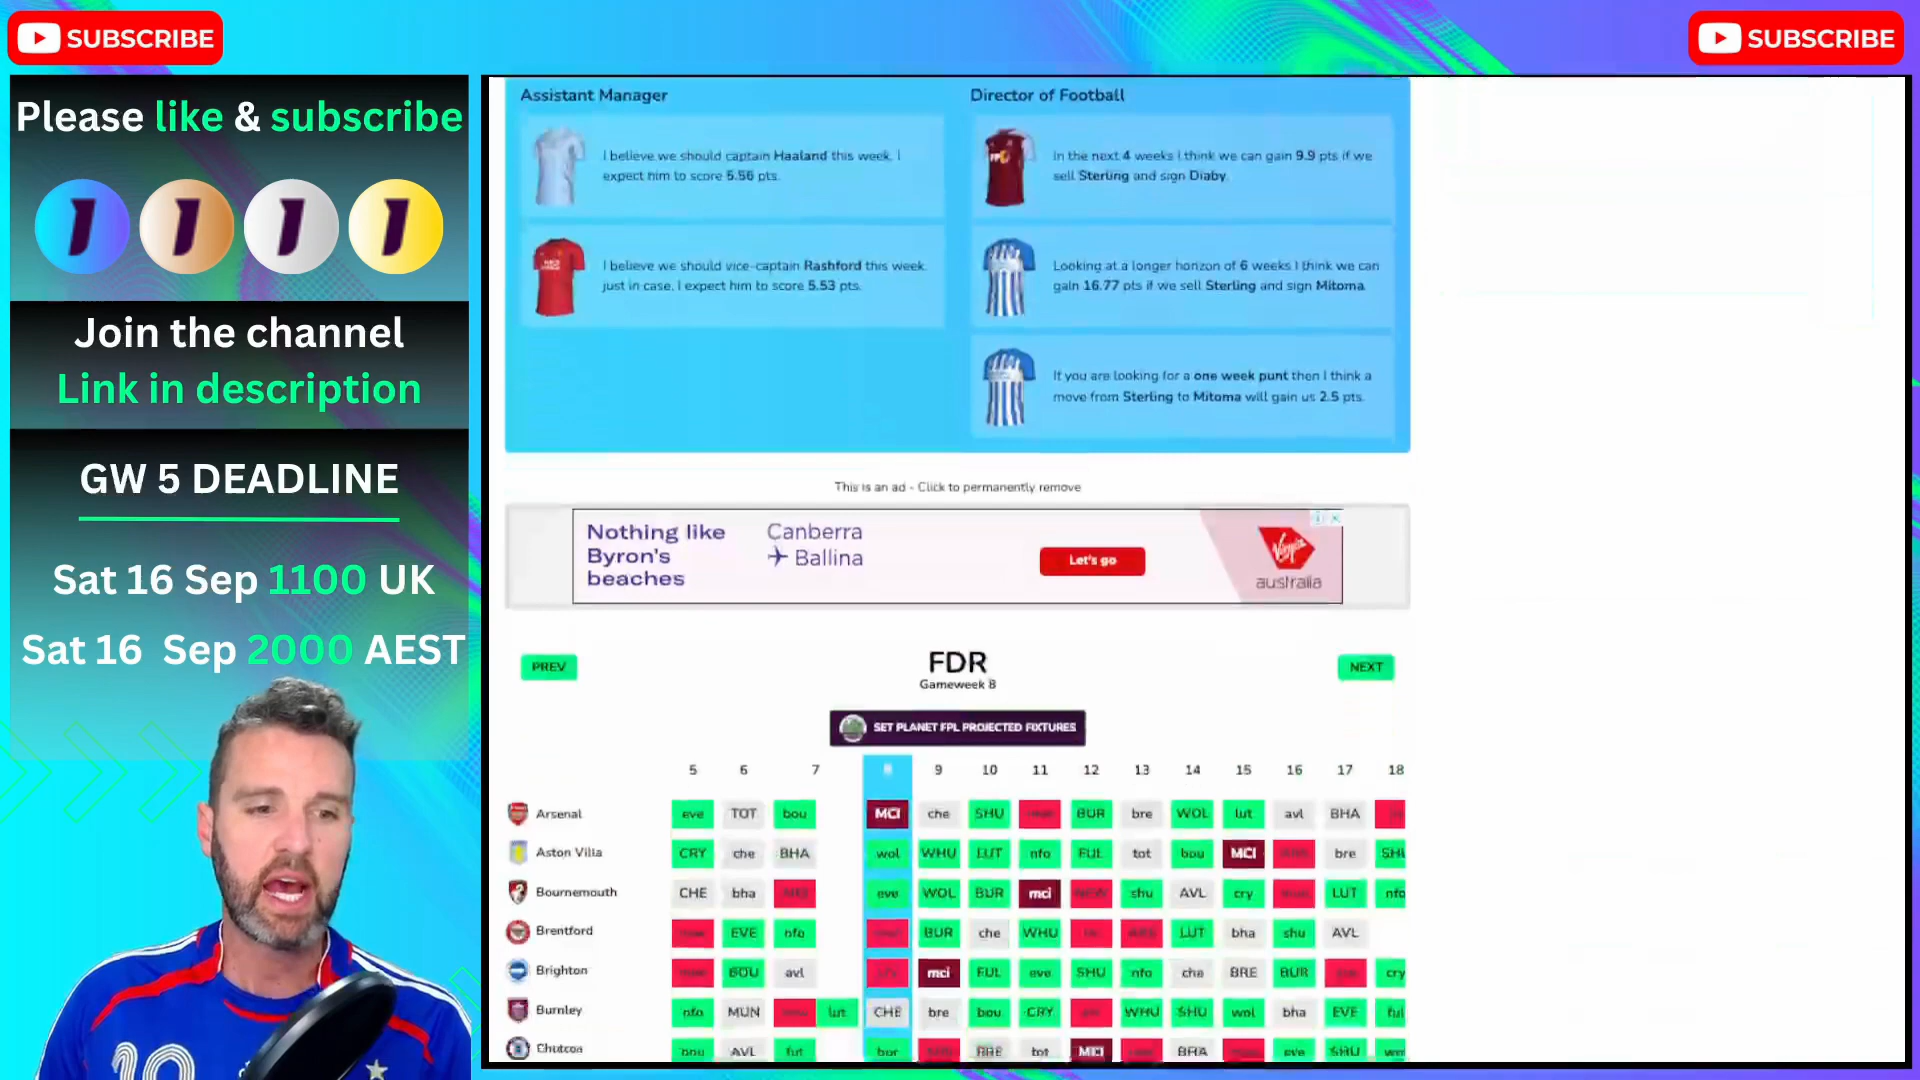 SUBSCRIBE
SUBSCRIBE
Please like & subscribe
Join the channel
Link in description
GW 5 DEADLINE
Sat 16 Sep 1100 UK
Sat 16 Sep 2000 AEST
10
Assistant Manager
I believe we should captain Haaland this week, I
expect him to score 5.56 pts.
I believe we should vice-captain Rashford this week,
just in case, I expect him to score 5.53 pts.
Director of Football
In the next 4 weeks I think we can gain 9.9 pts if we
sell Sterling and sign Diaby.
Looking at a longer horizon of 6 weeks I think we can
gain 16.77 pts if we sell Sterling and sign Mitoma.
If you are looking for a one week punt then I think a
move from Sterling to Mitoma will gain us 2.5 pts.
This is an ad - Click to permanently remove
Nothing like
Byron's
beaches
Canberra
Ballina
Let's go
Virgin
australia
PREV
FDR
Gameweek 8
NEXT
SET PLANET FPL PROJECTED FIXTURES
5 6 7 8 9 10 11 12 13 14 15 16 17 18
Arsenal eve TOT bou MCI che SHU BUR bre WOL lut avl BHA
Aston Villa CRY che BHA wol WHU LUT nfo FUL tot bou MCI bre SHU
Bournemouth CHE bha eve WOL BUR mci shu AVL cry LUT nfo
Brentford EVE nfo BUR che WHU LUT bha shu AVL
Brighton BOU avl mci FUL eve SHU nfo che BRE BUR cry
Burnley nfo MUN lut CHE bre bou CRY WHU SHU wol bha EVE ful
bou AVL ful bur BRE tot MCI BHA eve SHU